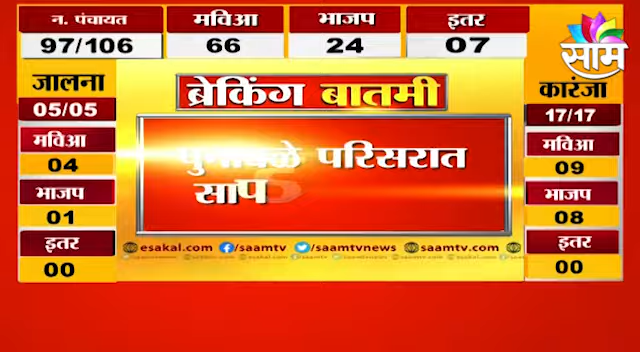 न. पंचायत
97/106
मविआ
66
भाजप
24
इतर
07
साम
जालना
05/05
मविआ
04
भाजप
01
इतर
00
ब्रेकिंग बातमी
परिसरात
साप
esakal.com /saamtv /saamtvnews saamtv.com
कारंजा
17/17
मविआ
09
भाजप
08
इतर
00